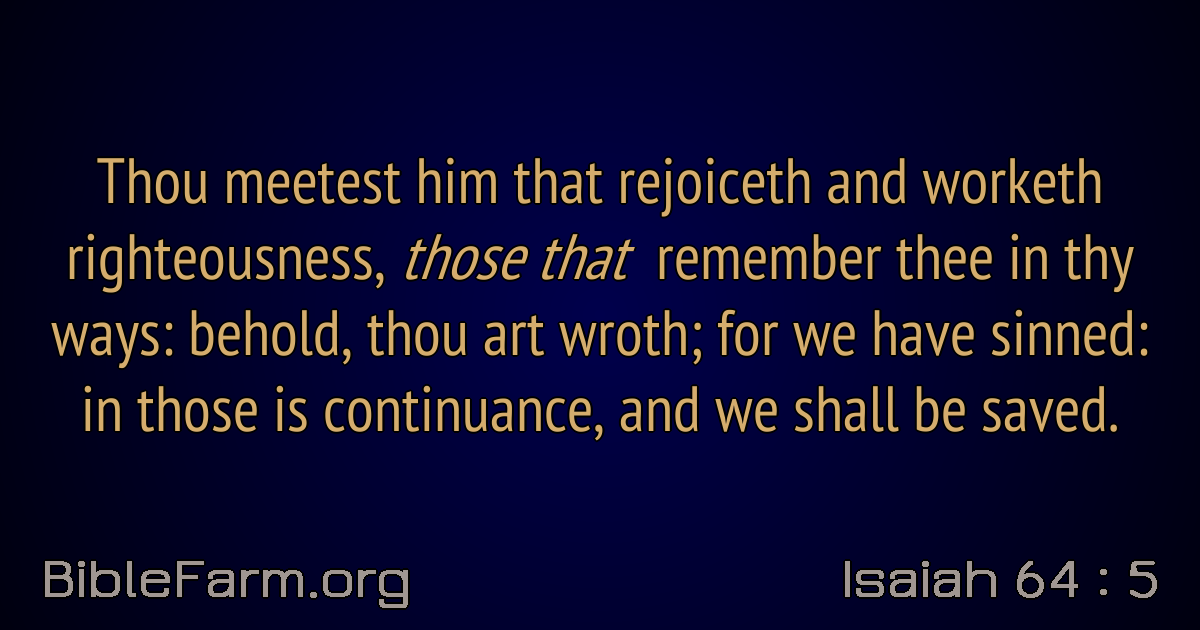 Thou meetest him that rejoiceth and worketh
righteousness, those that remember thee in thy
ways: behold, thou art wroth; for we have sinned:
in those is continuance, and we shall be saved.
BibleFarm.org
Isaiah 64 : 5